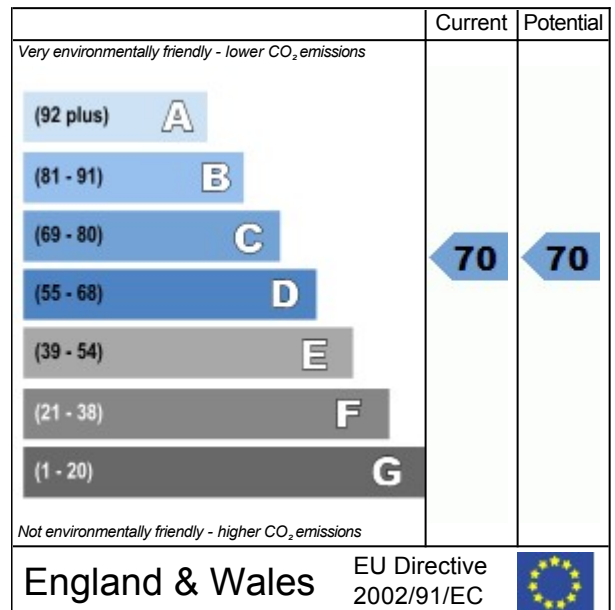 Current Potential
Very environmentally friendly - lower CO₂ emissions
(92 plus) A
(81 - 91) B
(69 - 80) C
(55 - 68) D
(39 - 54) E
(21 - 38) F
(1 - 20) G
70 70
Not environmentally friendly - higher CO₂ emissions
England & Wales
EU Directive
2002/91/EC